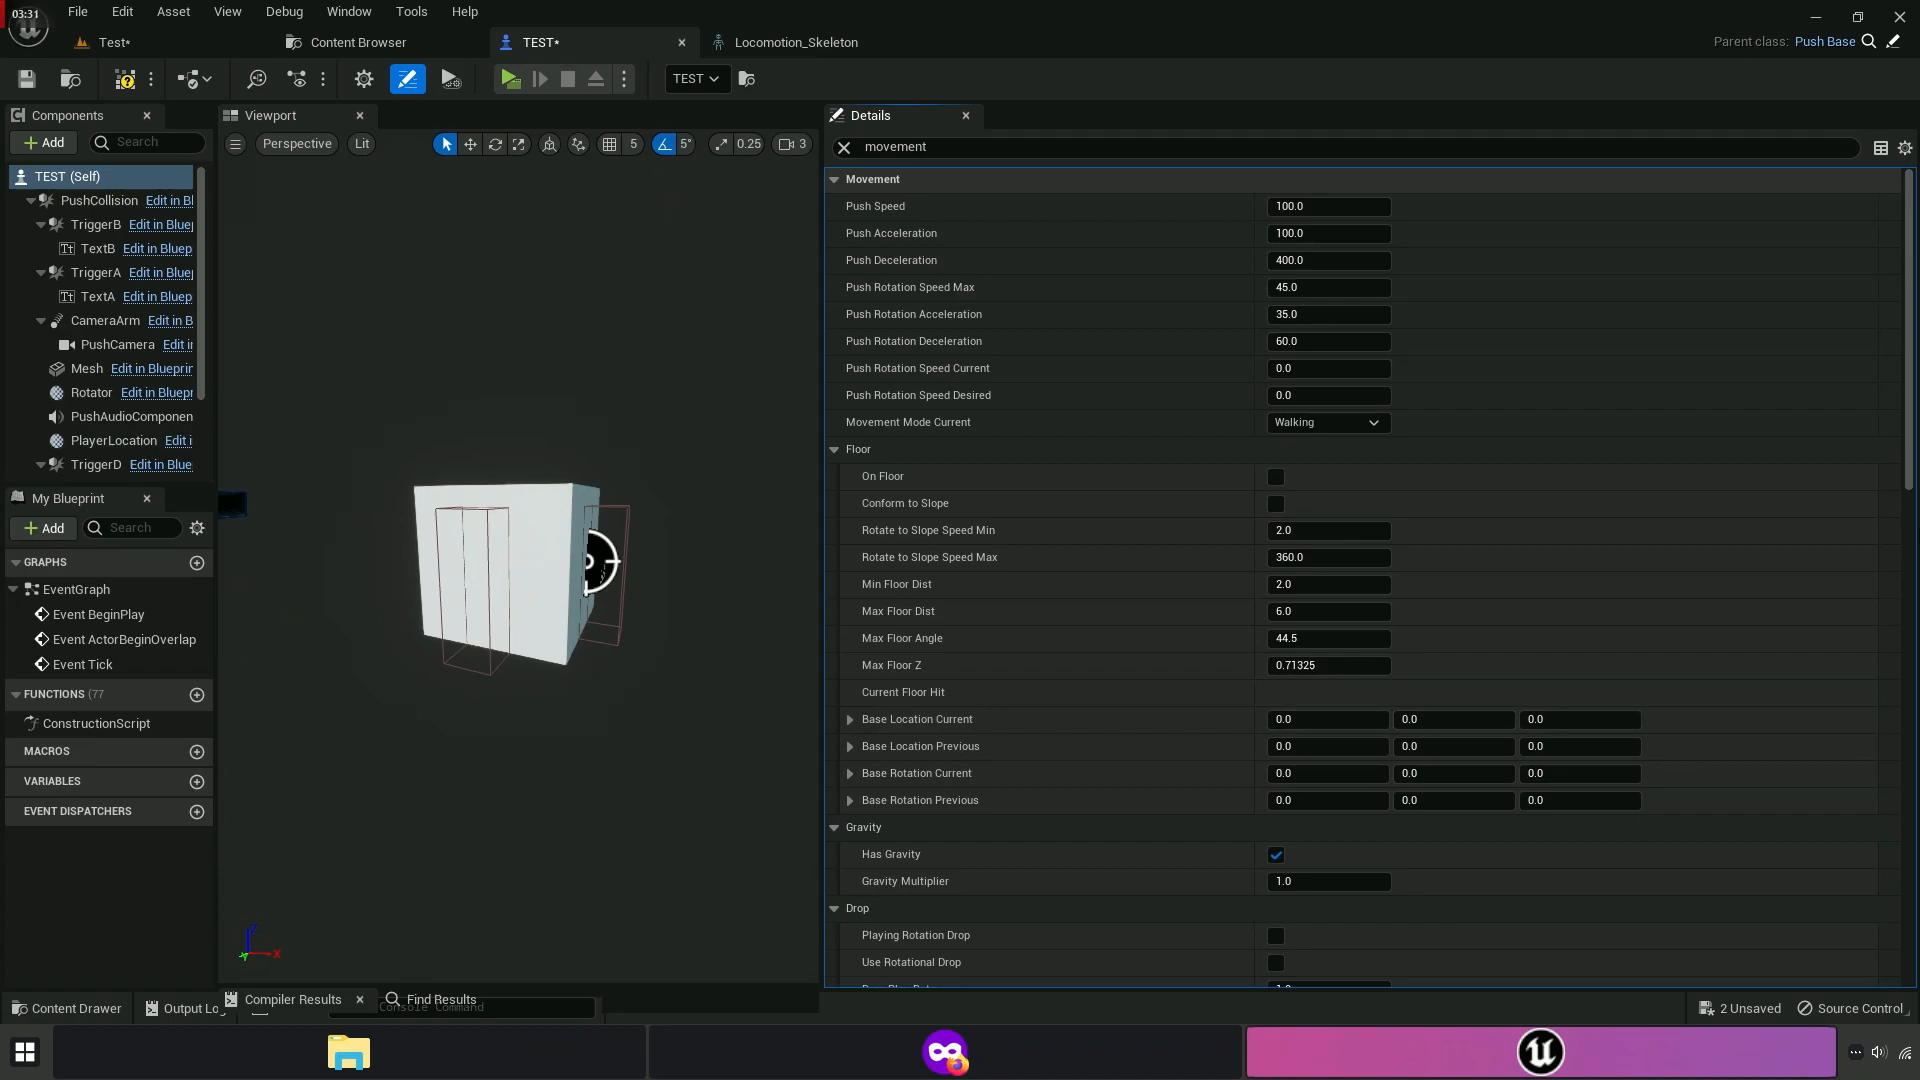 03:31
File Edit Asset View Debug Window Tools Help
Test*
Content Browser
TEST*
Locomotion_Skeleton
Parent class: Push Base
TEST
Components
Add
Search
TEST (Self)
PushCollision Edit in Bl
TriggerB Edit in Bluep
TextB Edit in Bluep
TriggerA Edit in Bluep
TextA Edit in Bluep
CameraArm Edit in B
PushCamera Edit in
Mesh Edit in Blueprin
Rotator Edit in Bluepr
PushAudioComponen
PlayerLocation Edit i
TriggerD Edit in Blue
My Blueprint
Add
Search
GRAPHS
EventGraph
Event BeginPlay
Event ActorBeginOverlap
Event Tick
FUNCTIONS (77
ConstructionScript
MACROS
VARIABLES
EVENT DISPATCHERS
Viewport
Perspective
Lit
5
5°
0.25
3
Z
X
Details
movement
Movement
Push Speed 100.0
Push Acceleration 100.0
Push Deceleration 400.0
Push Rotation Speed Max 45.0
Push Rotation Acceleration 35.0
Push Rotation Deceleration 60.0
Push Rotation Speed Current 0.0
Push Rotation Speed Desired 0.0
Movement Mode Current Walking
Floor
On Floor
Conform to Slope
Rotate to Slope Speed Min 2.0
Rotate to Slope Speed Max 360.0
Min Floor Dist 2.0
Max Floor Dist 6.0
Max Floor Angle 44.5
Max Floor Z 0.71325
Current Floor Hit
Base Location Current 0.0 0.0 0.0
Base Location Previous 0.0 0.0 0.0
Base Rotation Current 0.0 0.0 0.0
Base Rotation Previous 0.0 0.0 0.0
Gravity
Has Gravity
Gravity Multiplier 1.0
Drop
Playing Rotation Drop
Use Rotational Drop
Compiler Results
Find Results
Content Drawer
Output Log
Console Command
2 Unsaved
Source Control